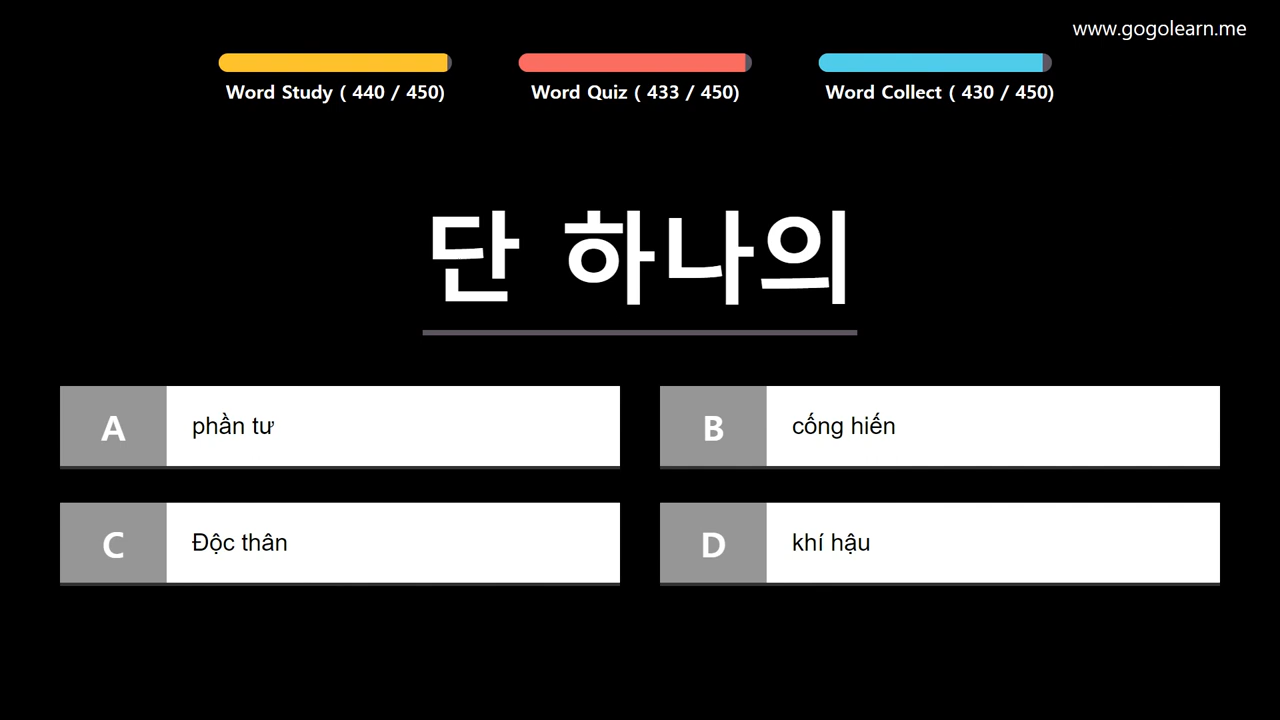 www.gogolearn.me
Word Study ( 440 / 450)
Word Quiz ( 433 / 450)
Word Collect ( 430 / 450)
단 하나의
A phần tư
B cống hiến
C Độc thân
D khí hậu